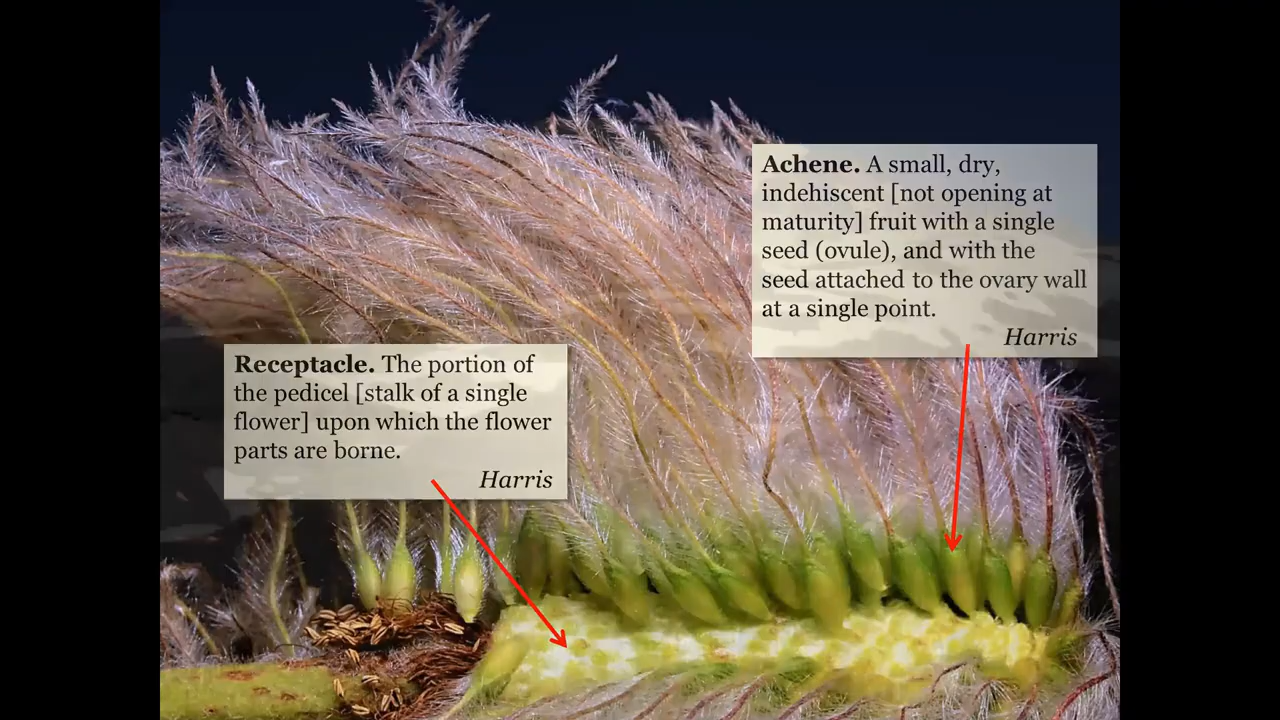 Achene. A small, dry,
indehiscent [not opening at
maturity] fruit with a single
seed (ovule), and with the
seed attached to the ovary wall
at a single point.
Harris
Receptacle. The portion of
the pedicel [stalk of a single
flower] upon which the flower
parts are borne.
Harris